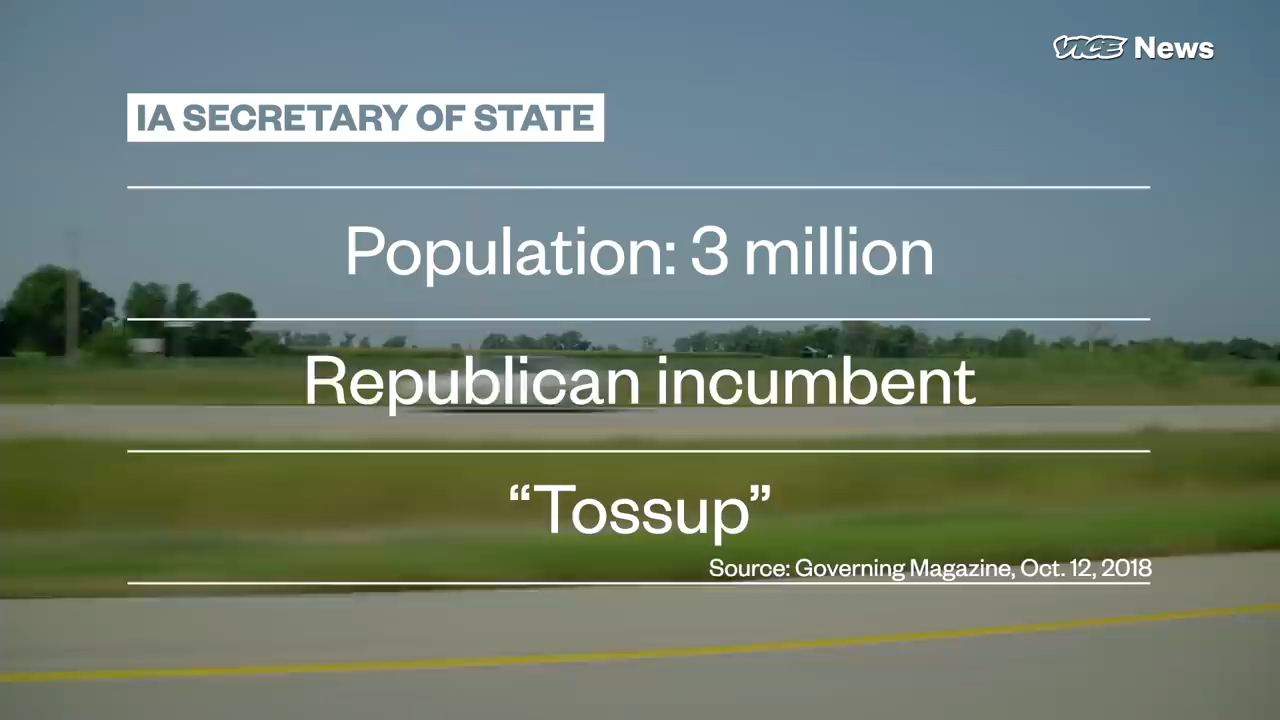 VICE News
IA SECRETARY OF STATE
Population: 3 million
Republican incumbent
“Tossup”
Source: Governing Magazine, Oct. 12, 2018